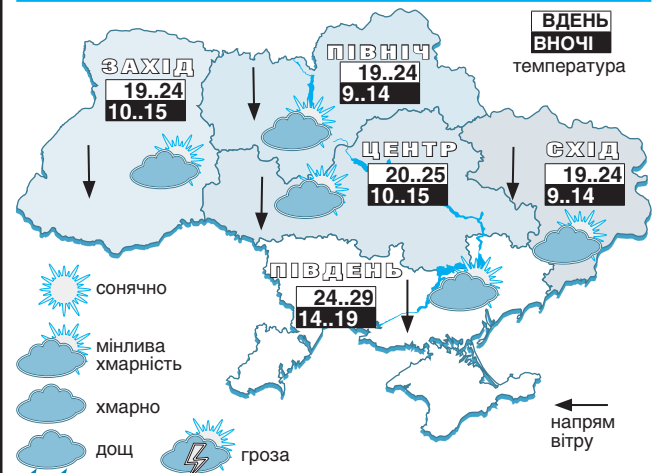 ВДЕНЬ
ВНОЧІ
температура
ЗАХІД
19..24
10..15
ПІВНІЧ
19..24
9..14
ЦЕНТР
20..25
10..15
СХІД
19..24
9..14
ПІВДЕНЬ
24..29
14..19
сонячно
мінлива
хмарність
хмарно
дощ
гроза
напрям
вітру